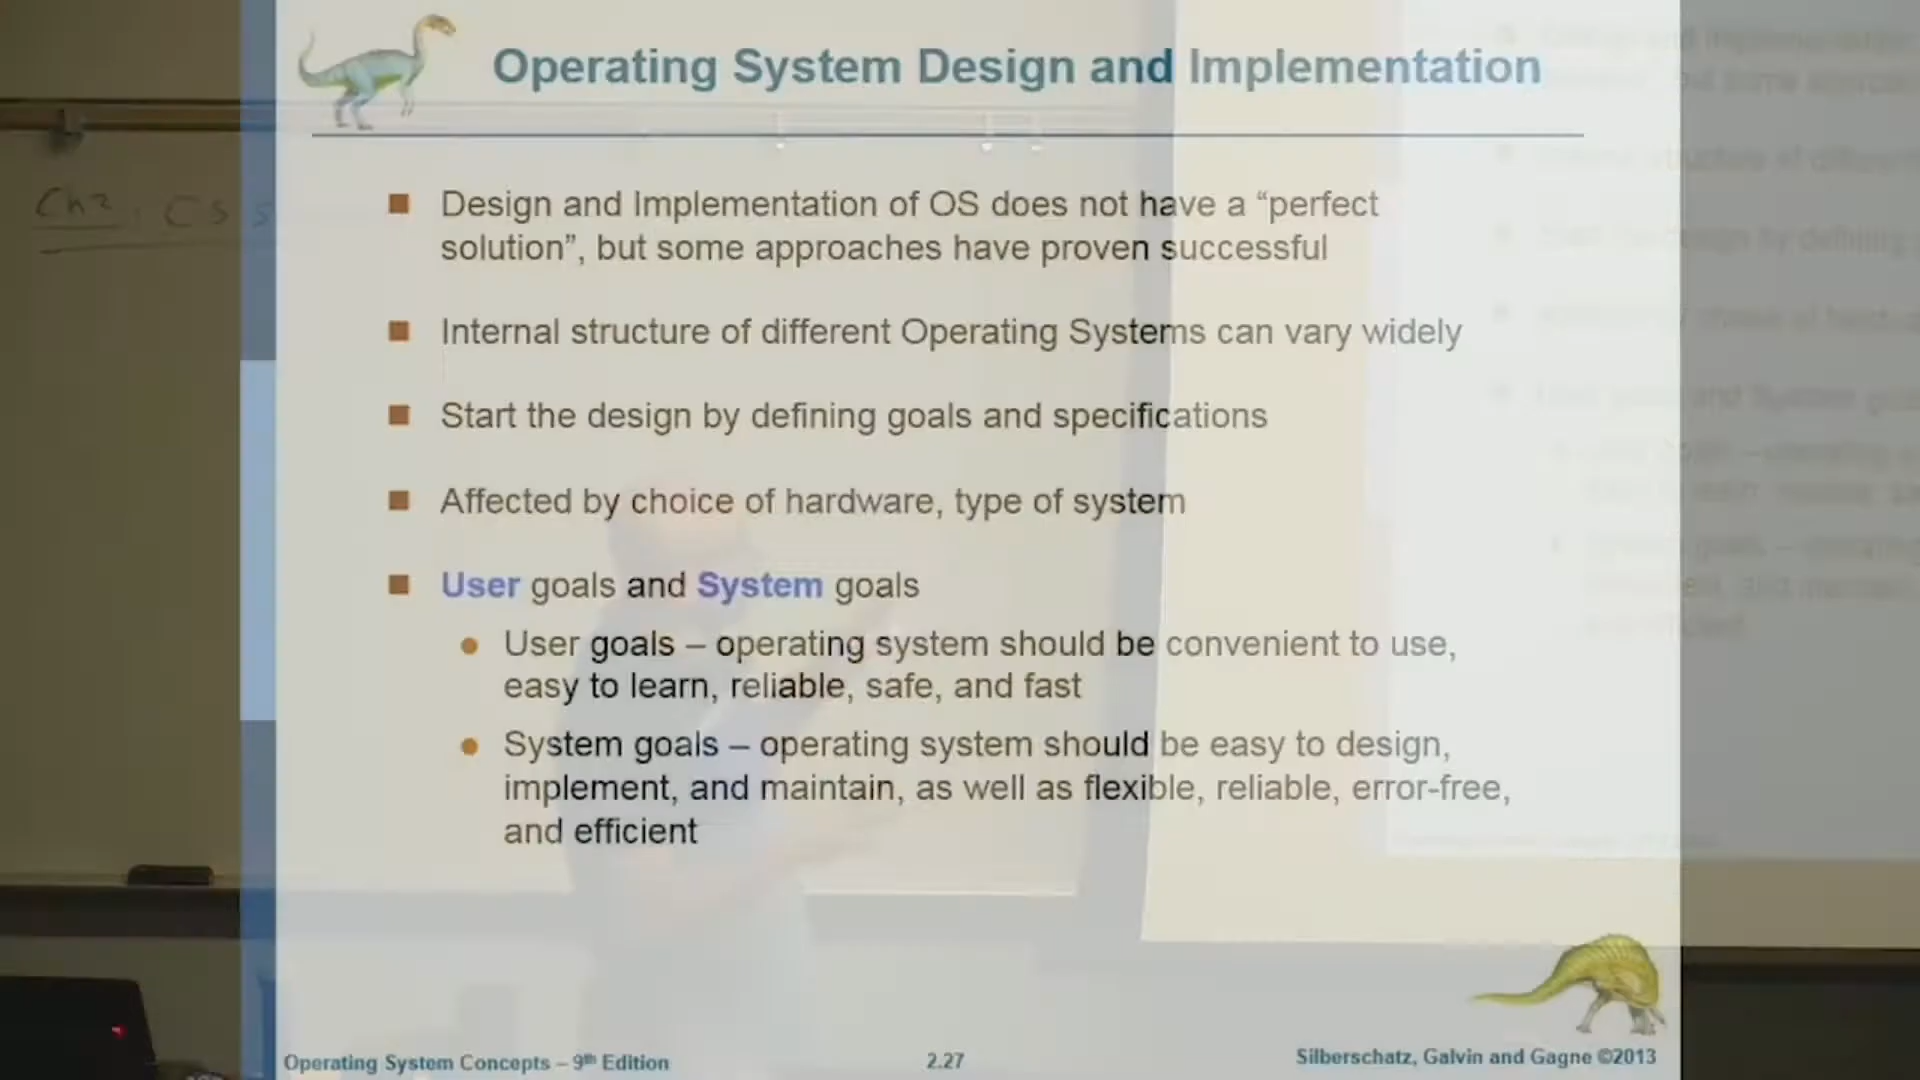 Operating System Design and Implementation
Ch2: OS S
Design and Implementation of OS does not have a “perfect
solution”, but some approaches have proven successful
Internal structure of different Operating Systems can vary widely
Start the design by defining goals and specifications
Affected by choice of hardware, type of system
User goals and System goals
User goals – operating system should be convenient to use,
easy to learn, reliable, safe, and fast
System goals – operating system should be easy to design,
implement, and maintain, as well as flexible, reliable, error-free,
and efficient
Operating System Concepts – 9th Edition
2.27
Silberschatz, Galvin and Gagne ©2013